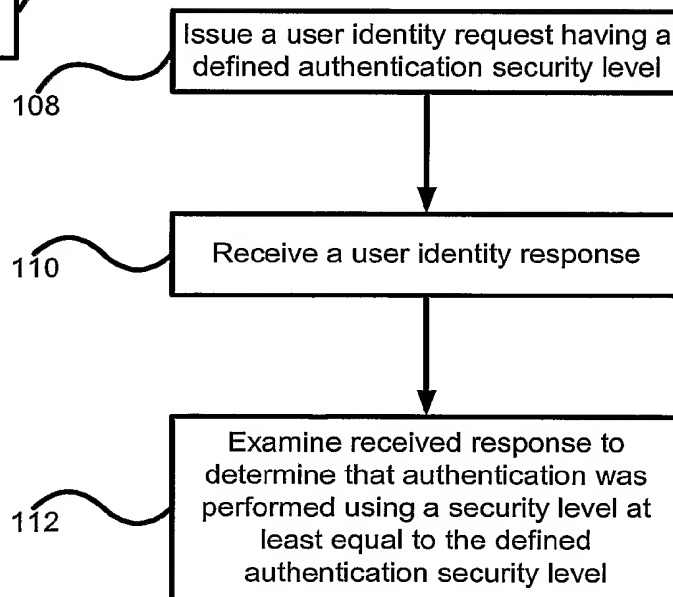 Issue a user identity request having a
defined authentication security level
108
Receive a user identity response
110
Examine received response to
determine that authentication was
performed using a security level at
least equal to the defined
authentication security level
112